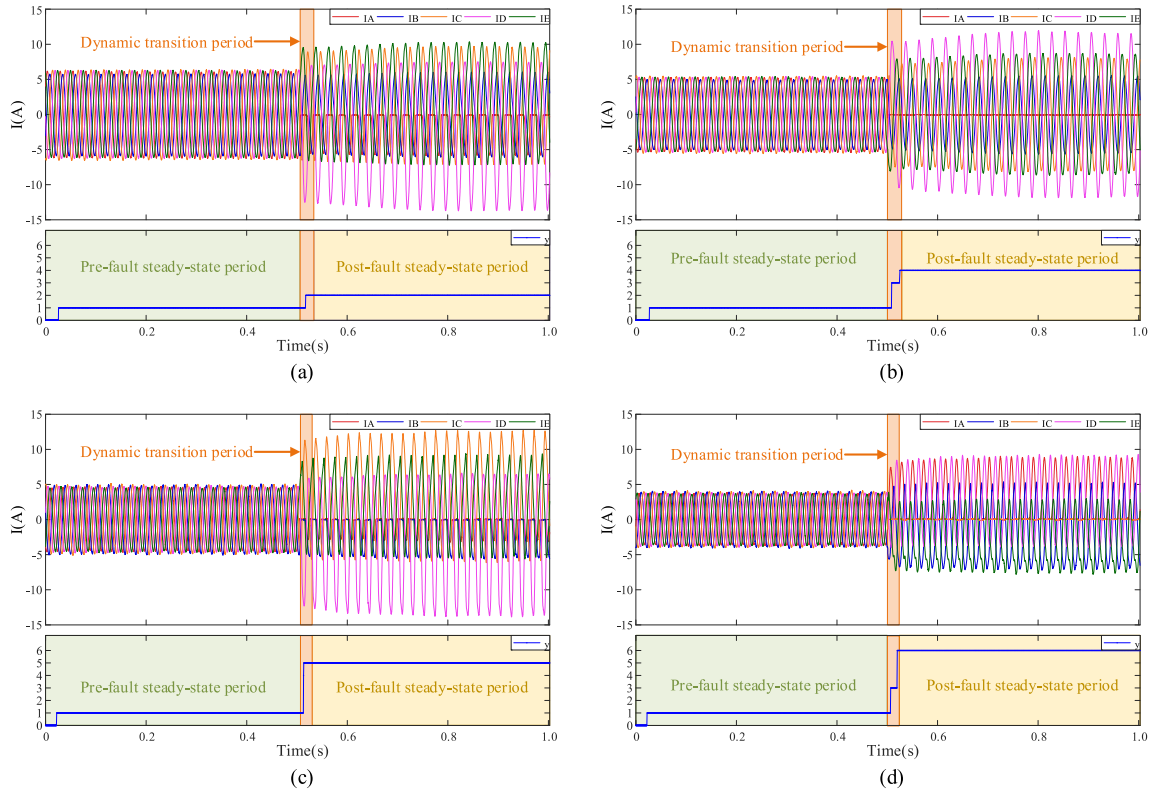 IA IB IC ID IE
Dynamic transition period
15
10
5
0
-5
-10
-15
I(A)
y
6
5
4
3
2
1
0
Pre-fault steady-state period
Post-fault steady-state period
0 0.2 0.4 0.6 0.8 1.0
Time(s)
(a)
IA IB IC ID IE
Dynamic transition period
15
10
5
0
-5
-10
-15
I(A)
y
6
5
4
3
2
1
0
Pre-fault steady-state period
Post-fault steady-state period
0 0.2 0.4 0.6 0.8 1.0
Time(s)
(b)
IA IB IC ID IE
Dynamic transition period
15
10
5
0
-5
-10
-15
I(A)
y
6
5
4
3
2
1
0
Pre-fault steady-state period
Post-fault steady-state period
0 0.2 0.4 0.6 0.8 1.0
Time(s)
(c)
IA IB IC ID IE
Dynamic transition period
15
10
5
0
-5
-10
-15
I(A)
y
6
5
4
3
2
1
0
Pre-fault steady-state period
Post-fault steady-state period
0 0.2 0.4 0.6 0.8 1.0
Time(s)
(d)